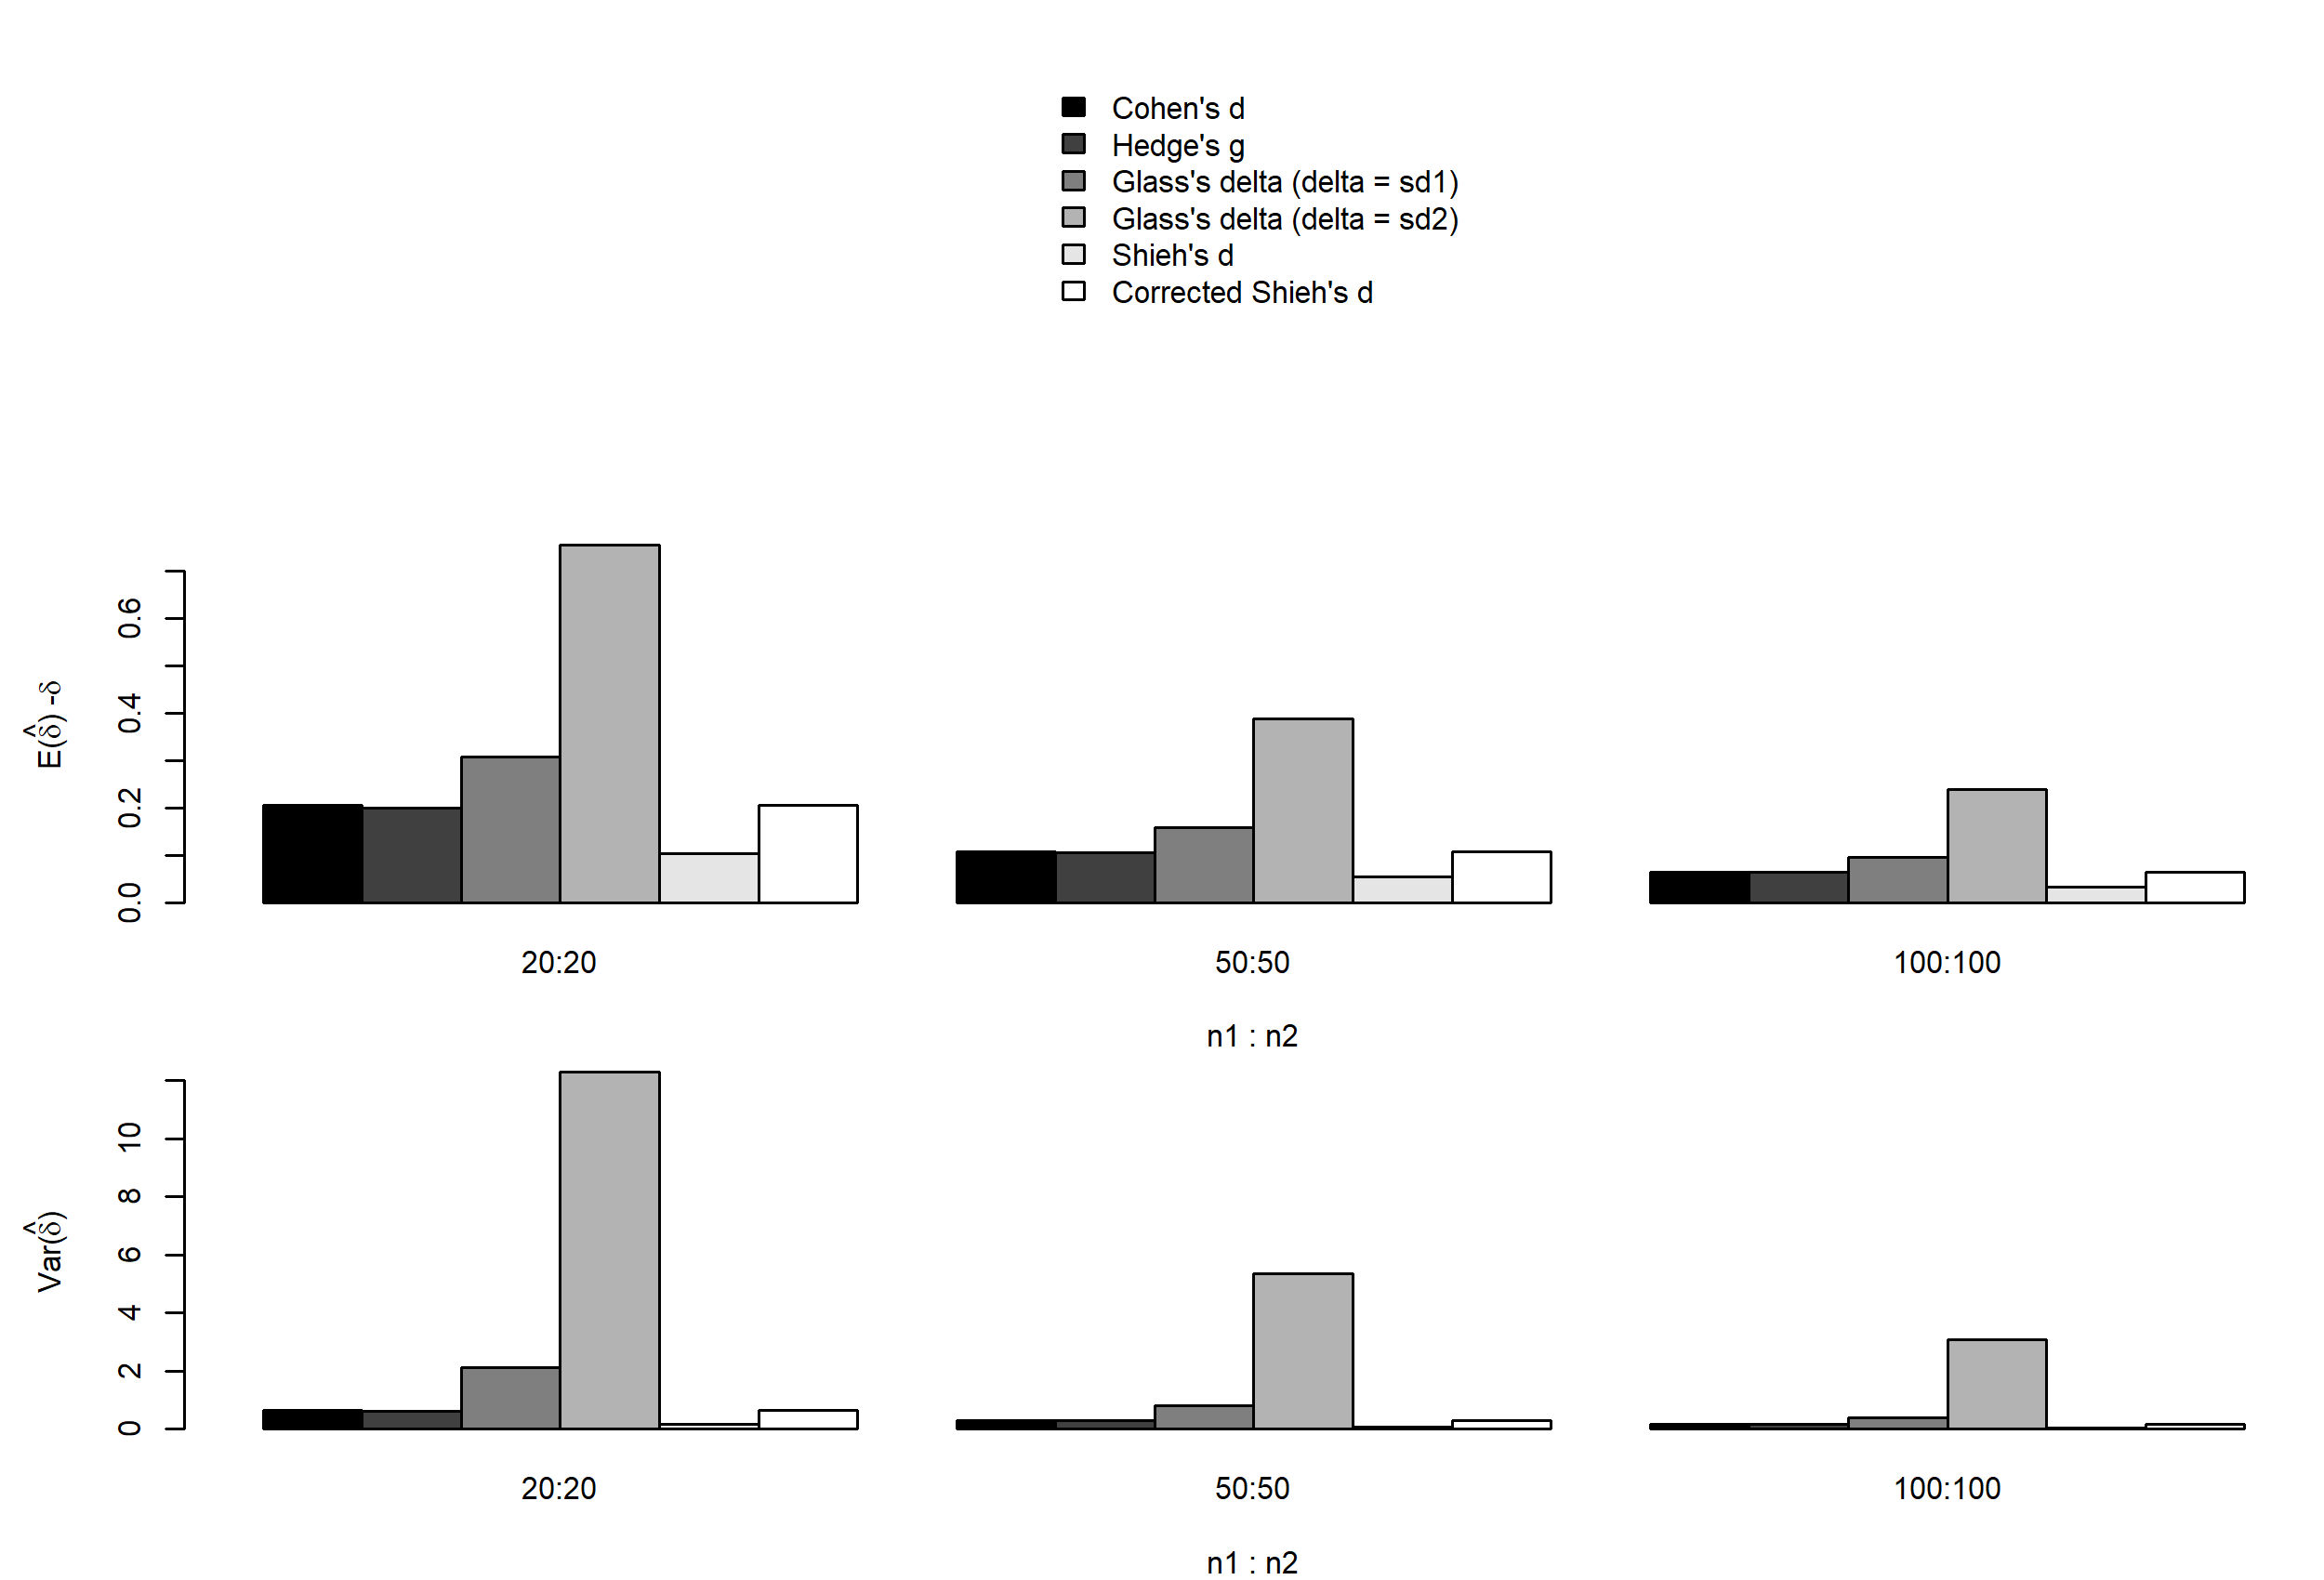 Cohen's d
Hedge's g
Glass's delta (delta = sd1)
Glass's delta (delta = sd2)
Shieh's d
Corrected Shieh's d
E(δ̂) -δ
0.6
0.4
0.2
0.0
20:20 50:50 100:100
n1 : n2
Var(δ̂)
10
8
6
4
2
0
20:20 50:50 100:100
n1 : n2